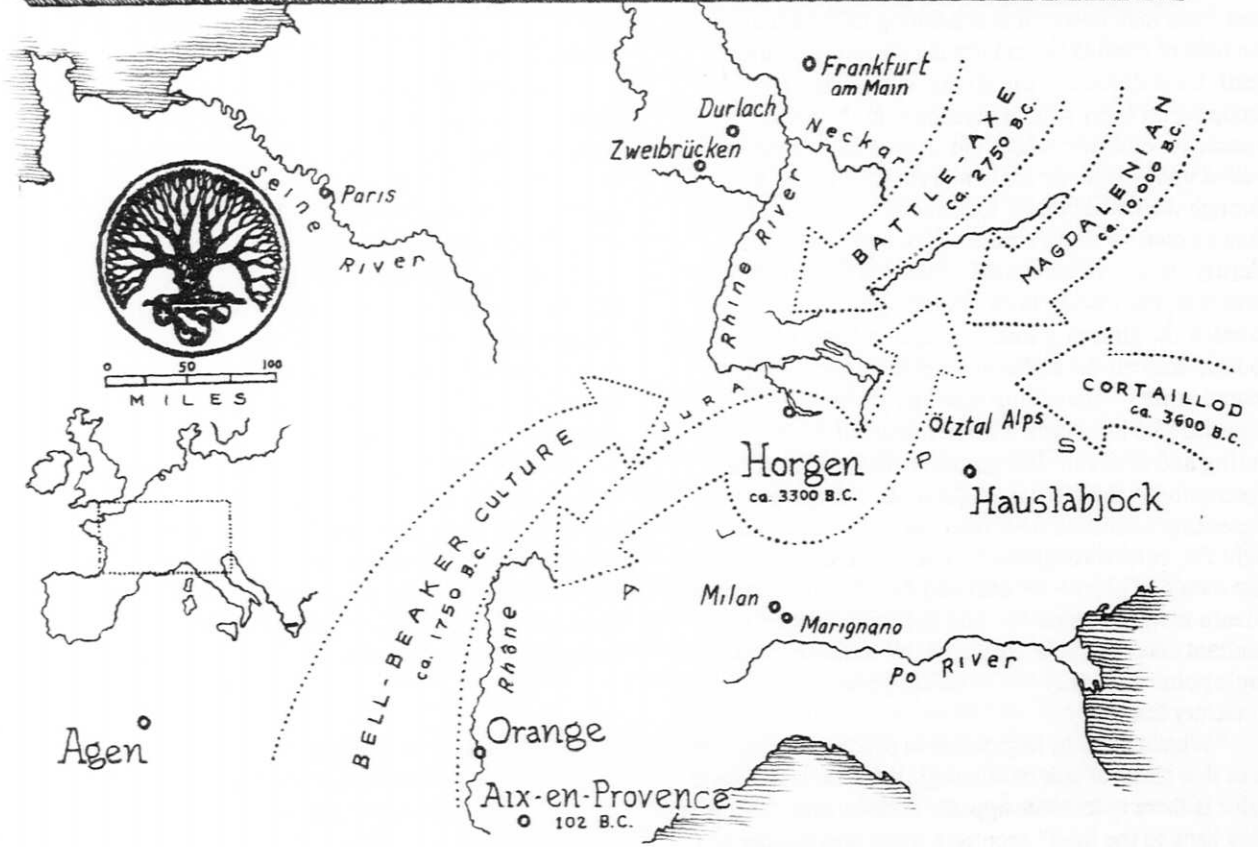 Frankfurt
am Main
Durlach
Neckar
Zweibrücken
BATTLE-AXE
ca. 2750 B.C.
MAGDALENIAN
ca. 10,000 B.C.
Seine
River
Paris
Rhine River
0 50 100
MILES
JURA
CORTAILLOD
ca. 3600 B.C.
Ötztal Alps
ALPS
Horgen
ca. 3300 B.C.
Hauslabjock
BELL-BEAKER CULTURE
ca. 1750 B.C.
Milan
Marignano
Po River
Rhône
Agen
Orange
Aix-en-Provence
102 B.C.